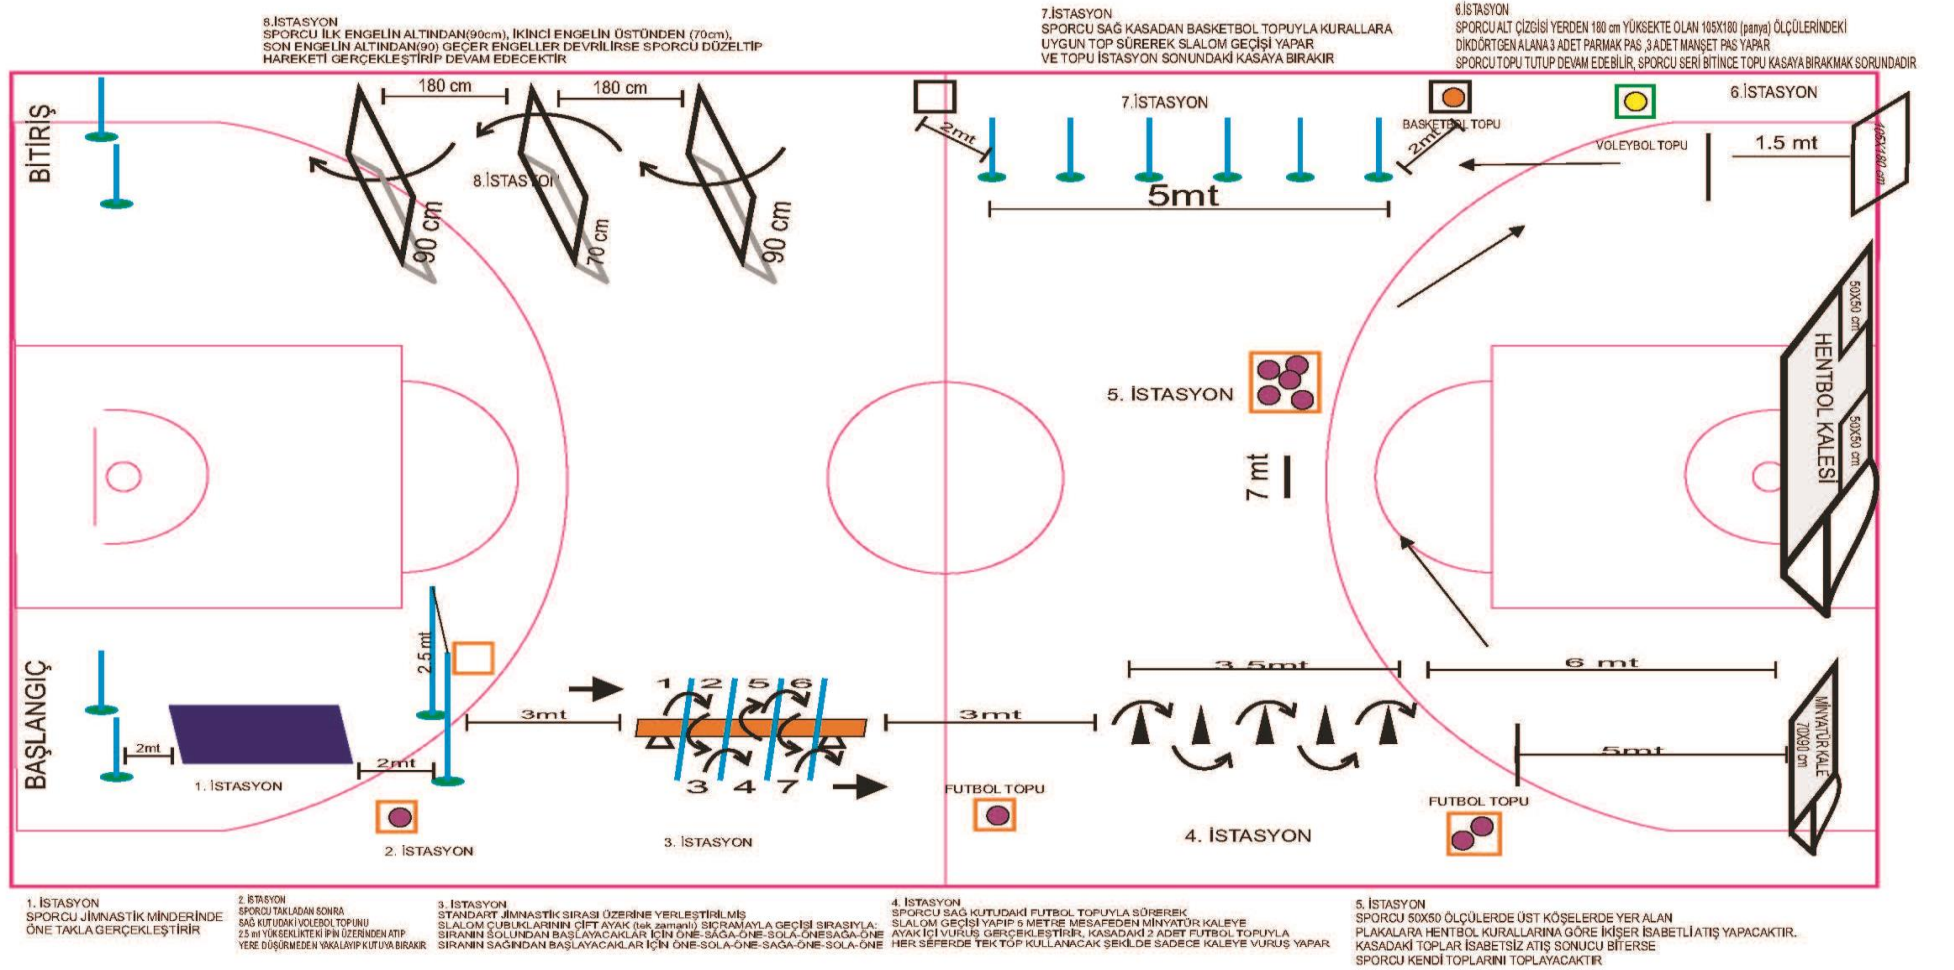 8.İSTASYON
SPORCU İLK ENGELİN ALTINDAN(90cm), İKİNCİ ENGELİN ÜSTÜNDEN (70cm),
SON ENGELİN ALTINDAN(90) GEÇER ENGELLER DEVRİLİRSE SPORCU DÜZELTİP
HAREKETİ GERÇEKLEŞTİRİP DEVAM EDECEKTİR
7.İSTASYON
SPORCU SAĞ KASADAN BASKETBOL TOPUYLA KURALLARA
UYGUN TOP SÜREREK SLALOM GEÇİŞİ YAPAR
VE TOPU İSTASYON SONUNDAKİ KASAYA BIRAKIR
6.İSTASYON
SPORCU ALT ÇİZGİSİ YERDEN 180 cm YÜKSEKTE OLAN 105X180 (panya) ÖLÇÜLERİNDEKİ
DİKDÖRTGEN ALANA 3 ADET PARMAK PAS ,3 ADET MANŞET PAS YAPAR
SPORCU TOPU TUTUP DEVAM EDEBİLİR, SPORCU SERİ BİTİNCE TOPU KASAYA BIRAKMAK SORUNDADIR
BİTİRİŞ
180 cm
180 cm
8.İSTASYON
90 cm
70 cm
90 cm
2mt
7.İSTASYON
BASKETBOL TOPU
2mt
5mt
6.İSTASYON
VOLEYBOL TOPU
1.5 mt
105X180 cm
5. İSTASYON
7 mt
HENTBOL KALESİ
50X50 cm
50X50 cm
BAŞLANGIÇ
2mt
1. İSTASYON
2mt
2.5 mt
2. İSTASYON
3mt
1 2 5 6
3 4 7
3. İSTASYON
3mt
FUTBOL TOPU
3.5mt
4. İSTASYON
6 mt
5mt
FUTBOL TOPU
MİNYATÜR KALE
70X90 cm
1. İSTASYON
SPORCU JİMNASTİK MİNDERİNDE
ÖNE TAKLA GERÇEKLEŞTİRİR
2. İSTASYON
SPORCU TAKLADAN SONRA
SAĞ KUTUDAKİ VOLEBOL TOPUNU
2.5 mt YÜKSEKLİKTEKİ İPİN ÜZERİNDEN ATIP
YERE DÜŞÜRMEDEN YAKALAYIP KUTUYA BIRAKIR
3. İSTASYON
STANDART JİMNASTİK SIRASI ÜZERİNE YERLEŞTİRİLMİŞ
SLALOM ÇUBUKLARININ ÇİFT AYAK (tek zamanlı) SIÇRAMAYLA GEÇİŞİ SIRASIYLA:
SIRANIN SOLUNDAN BAŞLAYACAKLAR İÇİN ÖNE-SAĞA-ÖNE-SOLA-ÖNESAĞA-ÖNE
SIRANIN SAĞINDAN BAŞLAYACAKLAR İÇİN ÖNE-SOLA-ÖNE-SAĞA-ÖNE-SOLA-ÖNE
4. İSTASYON
SPORCU SAĞ KUTUDAKİ FUTBOL TOPUYLA SÜREREK
SLALOM GEÇİŞİ YAPIP 5 METRE MESAFEDEN MİNYATÜR KALEYE
AYAK İÇİ VURUŞ GERÇEKLEŞTİRİR, KASADAKİ 2 ADET FUTBOL TOPUYLA
HER SEFERDE TEK TOP KULLANACAK ŞEKİLDE SADECE KALEYE VURUŞ YAPAR
5. İSTASYON
SPORCU 50X50 ÖLÇÜLERDE ÜST KÖŞELERDE YER ALAN
PLAKALARA HENTBOL KURALLARINA GÖRE İKİŞER İSABETLİ ATIŞ YAPACAKTIR.
KASADAKİ TOPLAR İSABETSİZ ATIŞ SONUCU BİTERSE
SPORCU KENDİ TOPLARINI TOPLAYACAKTIR